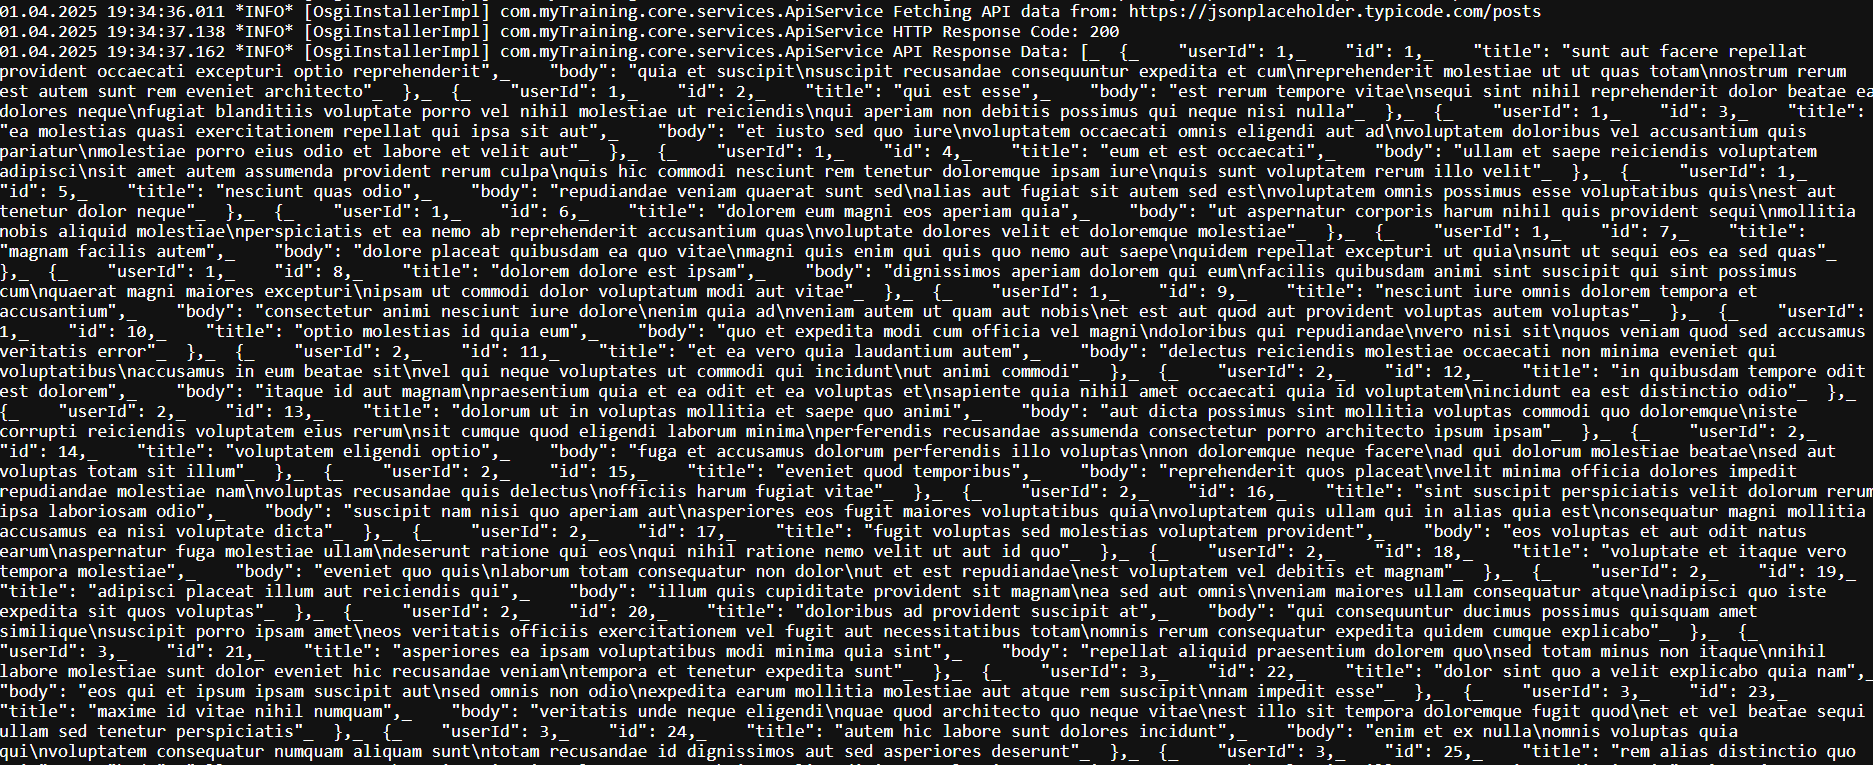 01.04.2025 19:34:36.011 *INFO* [OsgiInstallerImpl] com.myTraining.core.services.ApiService Fetching API data from: https://jsonplaceholder.typicode.com/posts
01.04.2025 19:34:37.138 *INFO* [OsgiInstallerImpl] com.myTraining.core.services.ApiService HTTP Response Code: 200
01.04.2025 19:34:37.162 *INFO* [OsgiInstallerImpl] com.myTraining.core.services.ApiService API Response Data: [_  {_    "userId": 1,_    "id": 1,_    "title": "sunt aut facere repellat
provident occaecati excepturi optio reprehenderit",_    "body": "quia et suscipit\nsuscipit recusandae consequuntur expedita et cum\nreprehenderit molestiae ut ut quas totam\nnostrum rerum
est autem sunt rem eveniet architecto"_  },_  {_    "userId": 1,_    "id": 2,_    "title": "qui est esse",_    "body": "est rerum tempore vitae\nsequi sint nihil reprehenderit dolor beatae ea
dolores neque\nfugiat blanditiis voluptate porro vel nihil molestiae ut reiciendis\nqui aperiam non debitis possimus qui neque nisi nulla"_  },_  {_    "userId": 1,_    "id": 3,_    "title":
"ea molestias quasi exercitationem repellat qui ipsa sit aut",_    "body": "et iusto sed quo iure\nvoluptatem occaecati omnis eligendi aut ad\nvoluptatem doloribus vel accusantium quis
pariatur\nmolestiae porro eius odio et labore et velit aut"_  },_  {_    "userId": 1,_    "id": 4,_    "title": "eum et est occaecati",_    "body": "ullam et saepe reiciendis voluptatem
adipisci\nsit amet autem assumenda provident rerum culpa\nquis hic commodi nesciunt rem tenetur doloremque ipsam iure\nquis sunt voluptatem rerum illo velit"_  },_  {_    "userId": 1,_
"id": 5,_    "title": "nesciunt quas odio",_    "body": "repudiandae veniam quaerat sunt sed\nalias aut fugiat sit autem sed est\nvoluptatem omnis possimus esse voluptatibus quis\nest aut
tenetur dolor neque"_  },_  {_    "userId": 1,_    "id": 6,_    "title": "dolorem eum magni eos aperiam quia",_    "body": "ut aspernatur corporis harum nihil quis provident sequi\nmollitia
nobis aliquid molestiae\nperspiciatis et ea nemo ab reprehenderit accusantium quas\nvoluptate dolores velit et doloremque molestiae"_  },_  {_    "userId": 1,_    "id": 7,_    "title":
"magnam facilis autem",_    "body": "dolore placeat quibusdam ea quo vitae\nmagni quis enim qui quis quo nemo aut saepe\nquidem repellat excepturi ut quia\nsunt ut sequi eos ea sed quas"_
},_  {_    "userId": 1,_    "id": 8,_    "title": "dolorem dolore est ipsam",_    "body": "dignissimos aperiam dolorem qui eum\nfacilis quibusdam animi sint suscipit qui sint possimus
cum\nquaerat magni maiores excepturi\nipsam ut commodi dolor voluptatum modi aut vitae"_  },_  {_    "userId": 1,_    "id": 9,_    "title": "nesciunt iure omnis dolorem tempora et
accusantium",_    "body": "consectetur animi nesciunt iure dolore\nenim quia ad\nveniam autem ut quam aut nobis\net est aut quod aut provident voluptas autem voluptas"_  },_  {_    "userId":
1,_    "id": 10,_    "title": "optio molestias id quia eum",_    "body": "quo et expedita modi cum officia vel magni\ndoloribus qui repudiandae\nvero nisi sit\nquos veniam quod sed accusamus
veritatis error"_  },_  {_    "userId": 2,_    "id": 11,_    "title": "et ea vero quia laudantium autem",_    "body": "delectus reiciendis molestiae occaecati non minima eveniet qui
voluptatibus\naccusamus in eum beatae sit\nvel qui neque voluptates ut commodi qui incidunt\nut animi commodi"_  },_  {_    "userId": 2,_    "id": 12,_    "title": "in quibusdam tempore odit
est dolorem",_    "body": "itaque id aut magnam\npraesentium quia et ea odit et ea voluptas et\nsapiente quia nihil amet occaecati quia id voluptatem\nincidunt ea est distinctio odio"_  },_
{_    "userId": 2,_    "id": 13,_    "title": "dolorum ut in voluptas mollitia et saepe quo animi",_    "body": "aut dicta possimus sint mollitia voluptas commodi quo doloremque\niste
corrupti reiciendis voluptatem eius rerum\nsit cumque quod eligendi laborum minima\nperferendis recusandae assumenda consectetur porro architecto ipsum ipsam"_  },_  {_    "userId": 2,_
"id": 14,_    "title": "voluptatem eligendi optio",_    "body": "fuga et accusamus dolorum perferendis illo voluptas\nnon doloremque neque facere\nad qui dolorum molestiae beatae\nsed aut
voluptas totam sit illum"_  },_  {_    "userId": 2,_    "id": 15,_    "title": "eveniet quod temporibus",_    "body": "reprehenderit quos placeat\nvelit minima officia dolores impedit
repudiandae molestiae nam\nvoluptas recusandae quis delectus\nofficiis harum fugiat vitae"_  },_  {_    "userId": 2,_    "id": 16,_    "title": "sint suscipit perspiciatis velit dolorum rerum
ipsa laboriosam odio",_    "body": "suscipit nam nisi quo aperiam aut\nasperiores eos fugit maiores voluptatibus quia\nvoluptatem quis ullam qui in alias quia est\nconsequatur magni mollitia
accusamus ea nisi voluptate dicta"_  },_  {_    "userId": 2,_    "id": 17,_    "title": "fugit voluptas sed molestias voluptatem provident",_    "body": "eos voluptas et aut odit natus
earum\naspernatur fuga molestiae ullam\ndeserunt ratione qui eos\nqui nihil ratione nemo velit ut aut id quo"_  },_  {_    "userId": 2,_    "id": 18,_    "title": "voluptate et itaque vero
tempora molestiae",_    "body": "eveniet quo quis\nlaborum totam consequatur non dolor\nut et est repudiandae\nest voluptatem vel debitis et magnam"_  },_  {_    "userId": 2,_    "id": 19,_
"title": "adipisci placeat illum aut reiciendis qui",_    "body": "illum quis cupiditate provident sit magnam\nea sed aut omnis\nveniam maiores ullam consequatur atque\nadipisci quo iste
expedita sit quos voluptas"_  },_  {_    "userId": 2,_    "id": 20,_    "title": "doloribus ad provident suscipit at",_    "body": "qui consequuntur ducimus possimus quisquam amet
similique\nsuscipit porro ipsam amet\neos veritatis officiis exercitationem vel fugit aut necessitatibus totam\nomnis rerum consequatur expedita quidem cumque explicabo"_  },_  {_
"userId": 3,_    "id": 21,_    "title": "asperiores ea ipsam voluptatibus modi minima quia sint",_    "body": "repellat aliquid praesentium dolorem quo\nsed totam minus non itaque\nnihil
labore molestiae sunt dolor eveniet hic recusandae veniam\ntempora et tenetur expedita sunt"_  },_  {_    "userId": 3,_    "id": 22,_    "title": "dolor sint quo a velit explicabo quia nam",_
"body": "eos qui et ipsum ipsam suscipit aut\nsed omnis non odio\nexpedita earum mollitia molestiae aut atque rem suscipit\nnam impedit esse"_  },_  {_    "userId": 3,_    "id": 23,_
"title": "maxime id vitae nihil numquam",_    "body": "veritatis unde neque eligendi\nquae quod architecto quo neque vitae\nest illo sit tempora doloremque fugit quod\net et vel beatae sequi
ullam sed tenetur perspiciatis"_  },_  {_    "userId": 3,_    "id": 24,_    "title": "autem hic labore sunt dolores incidunt",_    "body": "enim et ex nulla\nomnis voluptas quia
qui\nvoluptatem consequatur numquam aliquam sunt\ntotam recusandae id dignissimos aut sed asperiores deserunt"_  },_  {_    "userId": 3,_    "id": 25,_    "title": "rem alias distinctio quo